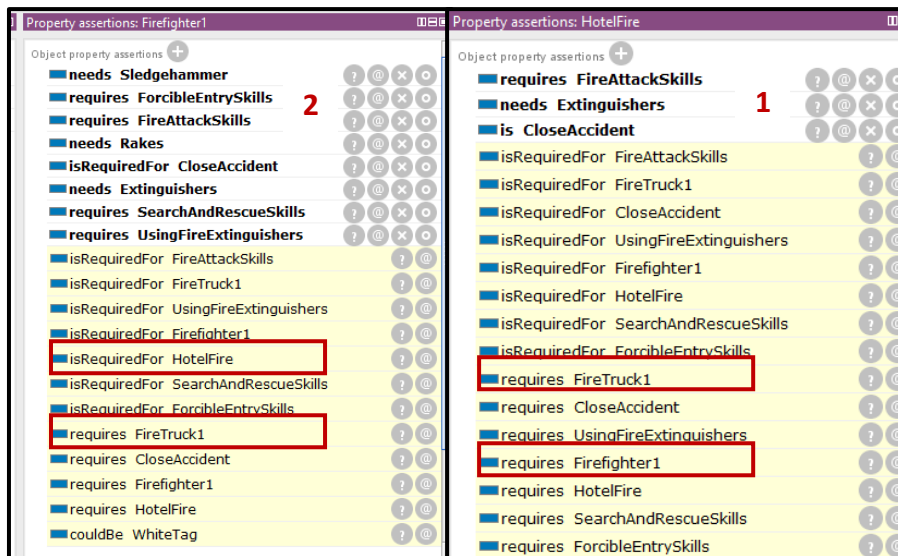 Property assertions: Firefighter1
Object property assertions
needs Sledgehammer
requires ForcibleEntrySkills
requires FireAttackSkills
needs Rakes
isRequiredFor CloseAccident
needs Extinguishers
requires SearchAndRescueSkills
requires UsingFireExtinguishers
isRequiredFor FireAttackSkills
isRequiredFor FireTruck1
isRequiredFor UsingFireExtinguishers
isRequiredFor Firefighter1
isRequiredFor HotelFire
isRequiredFor SearchAndRescueSkills
isRequiredFor ForcibleEntrySkills
requires FireTruck1
requires CloseAccident
requires Firefighter1
requires HotelFire
couldBe WhiteTag
2
Property assertions: HotelFire
Object property assertions
requires FireAttackSkills
needs Extinguishers
is CloseAccident
isRequiredFor FireAttackSkills
isRequiredFor FireTruck1
isRequiredFor CloseAccident
isRequiredFor UsingFireExtinguishers
isRequiredFor Firefighter1
isRequiredFor HotelFire
isRequiredFor SearchAndRescueSkills
isRequiredFor ForcibleEntrySkills
requires FireTruck1
requires CloseAccident
requires UsingFireExtinguishers
requires Firefighter1
requires HotelFire
requires SearchAndRescueSkills
requires ForcibleEntrySkills
1